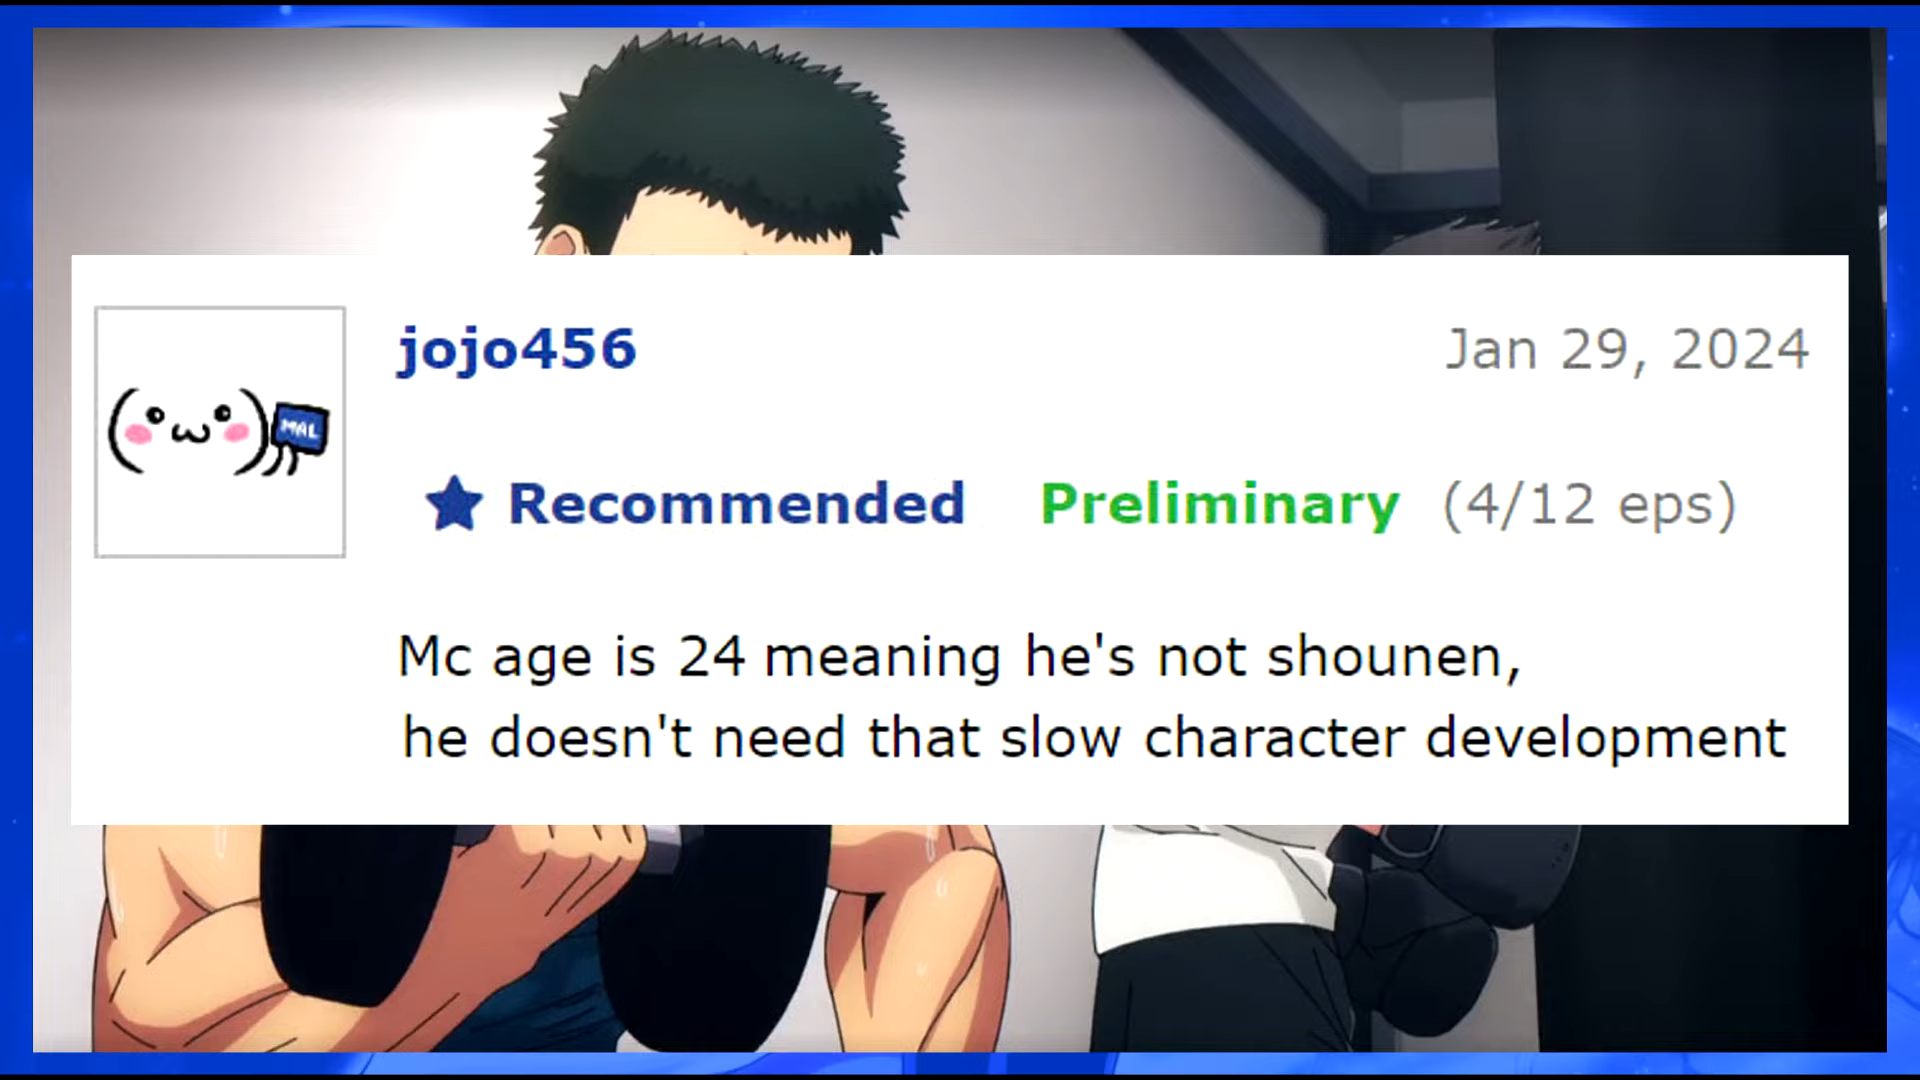 jojo456
Jan 29, 2024
MAL
Recommended Preliminary (4/12 eps)
Mc age is 24 meaning he's not shounen,
he doesn't need that slow character development